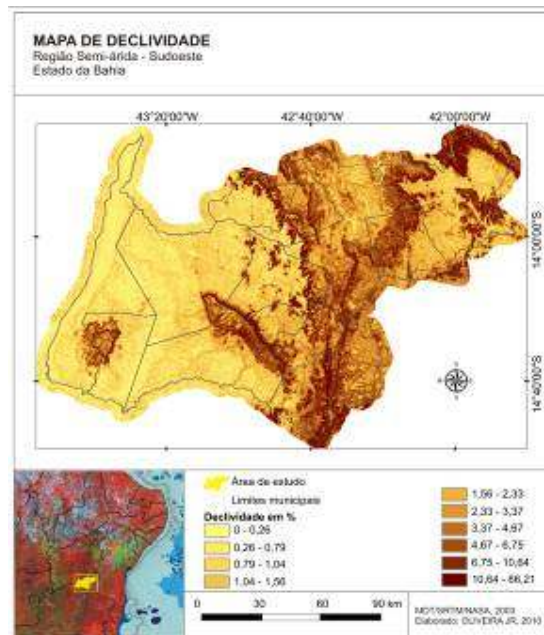 MAPA DE DECLIVIDADE
Região Semi-árida - Sudoeste
Estado da Bahia
43°20'00"W
42°40'00"W
42°00'00"W
14°00'00"S
14°40'00"S
Área de estudo
Limites municipais
Declividade em %
0 - 0,26
0,26 - 0,79
0,79 - 1,04
1,04 - 1,56
1,56 - 2,33
2,33 - 3,37
3,37 - 4,67
4,67 - 6,75
6,75 - 10,64
10,64 - 66,21
0 30 60 90 km
MDT/SRTM/NASA, 2003
Elaborado: OLIVEIRA JR, 2010